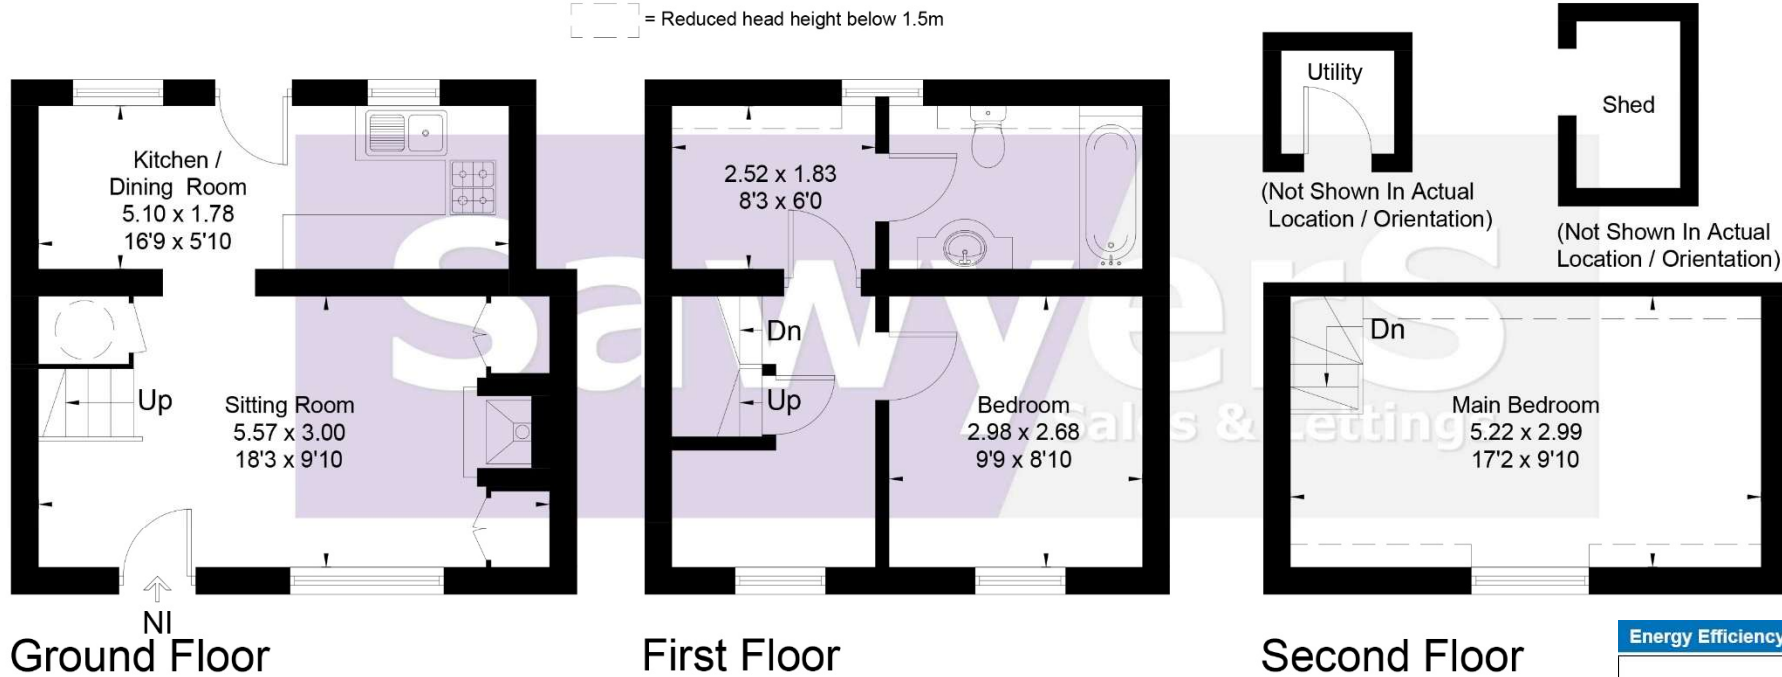 = Reduced head height below 1.5m
Kitchen /
Dining Room
5.10 x 1.78
16'9 x 5'10
Up
Sitting Room
5.57 x 3.00
18'3 x 9'10
NI
Ground Floor
2.52 x 1.83
8'3 x 6'0
Dn
Up
Bedroom
2.98 x 2.68
9'9 x 8'10
First Floor
Utility
(Not Shown In Actual
Location / Orientation)
Shed
(Not Shown In Actual
Location / Orientation)
Dn
Main Bedroom
5.22 x 2.99
17'2 x 9'10
Second Floor
SawyerS
Sales & Lettings
Energy Efficiency